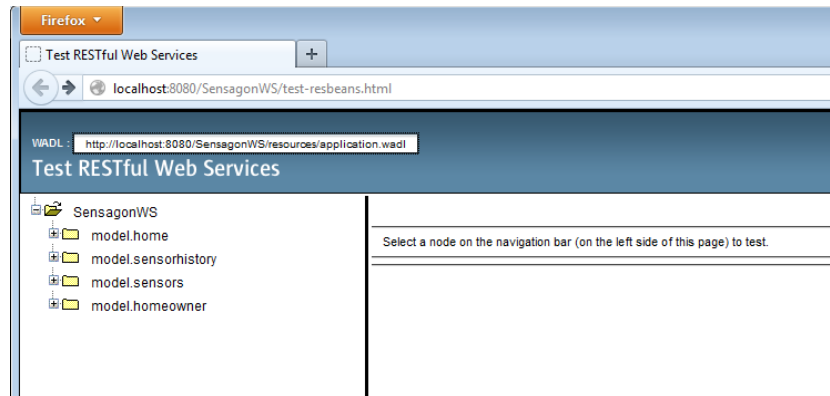 Firefox
Test RESTful Web Services
localhost:8080/SensagonWS/test-resbeans.html
WADL : http://localhost:8080/SensagonWS/resources/application.wadl
Test RESTful Web Services
SensagonWS
model.home
model.sensorhistory
model.sensors
model.homeowner
Select a node on the navigation bar (on the left side of this page) to test.